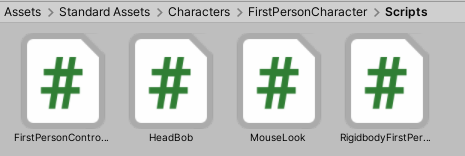 Assets > Standard Assets > Characters > FirstPersonCharacter > Scripts
# # # #
FirstPersonContro... HeadBob MouseLook RigidbodyFirstPer...